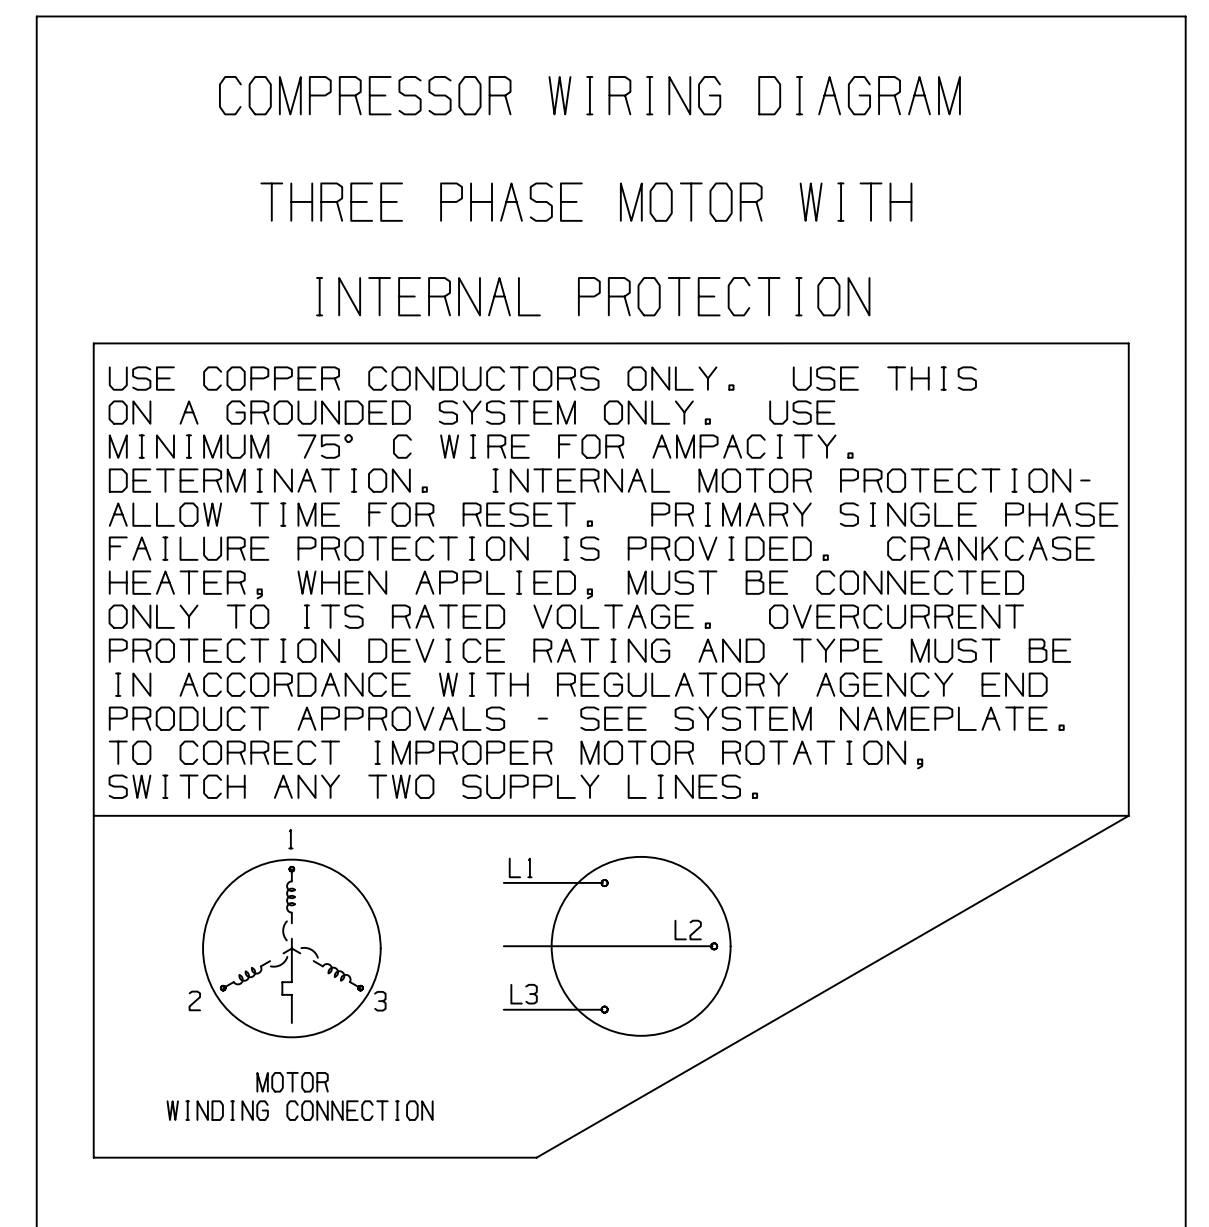 COMPRESSOR WIRING DIAGRAM
THREE PHASE MOTOR WITH
INTERNAL PROTECTION
USE COPPER CONDUCTORS ONLY. USE THIS
ON A GROUNDED SYSTEM ONLY. USE
MINIMUM 75° C WIRE FOR AMPACITY.
DETERMINATION. INTERNAL MOTOR PROTECTION-
ALLOW TIME FOR RESET. PRIMARY SINGLE PHASE
FAILURE PROTECTION IS PROVIDED. CRANKCASE
HEATER, WHEN APPLIED, MUST BE CONNECTED
ONLY TO ITS RATED VOLTAGE. OVERCURRENT
PROTECTION DEVICE RATING AND TYPE MUST BE
IN ACCORDANCE WITH REGULATORY AGENCY END
PRODUCT APPROVALS - SEE SYSTEM NAMEPLATE.
TO CORRECT IMPROPER MOTOR ROTATION,
SWITCH ANY TWO SUPPLY LINES.
1
2
3
MOTOR
WINDING CONNECTION
L1
L2
L3